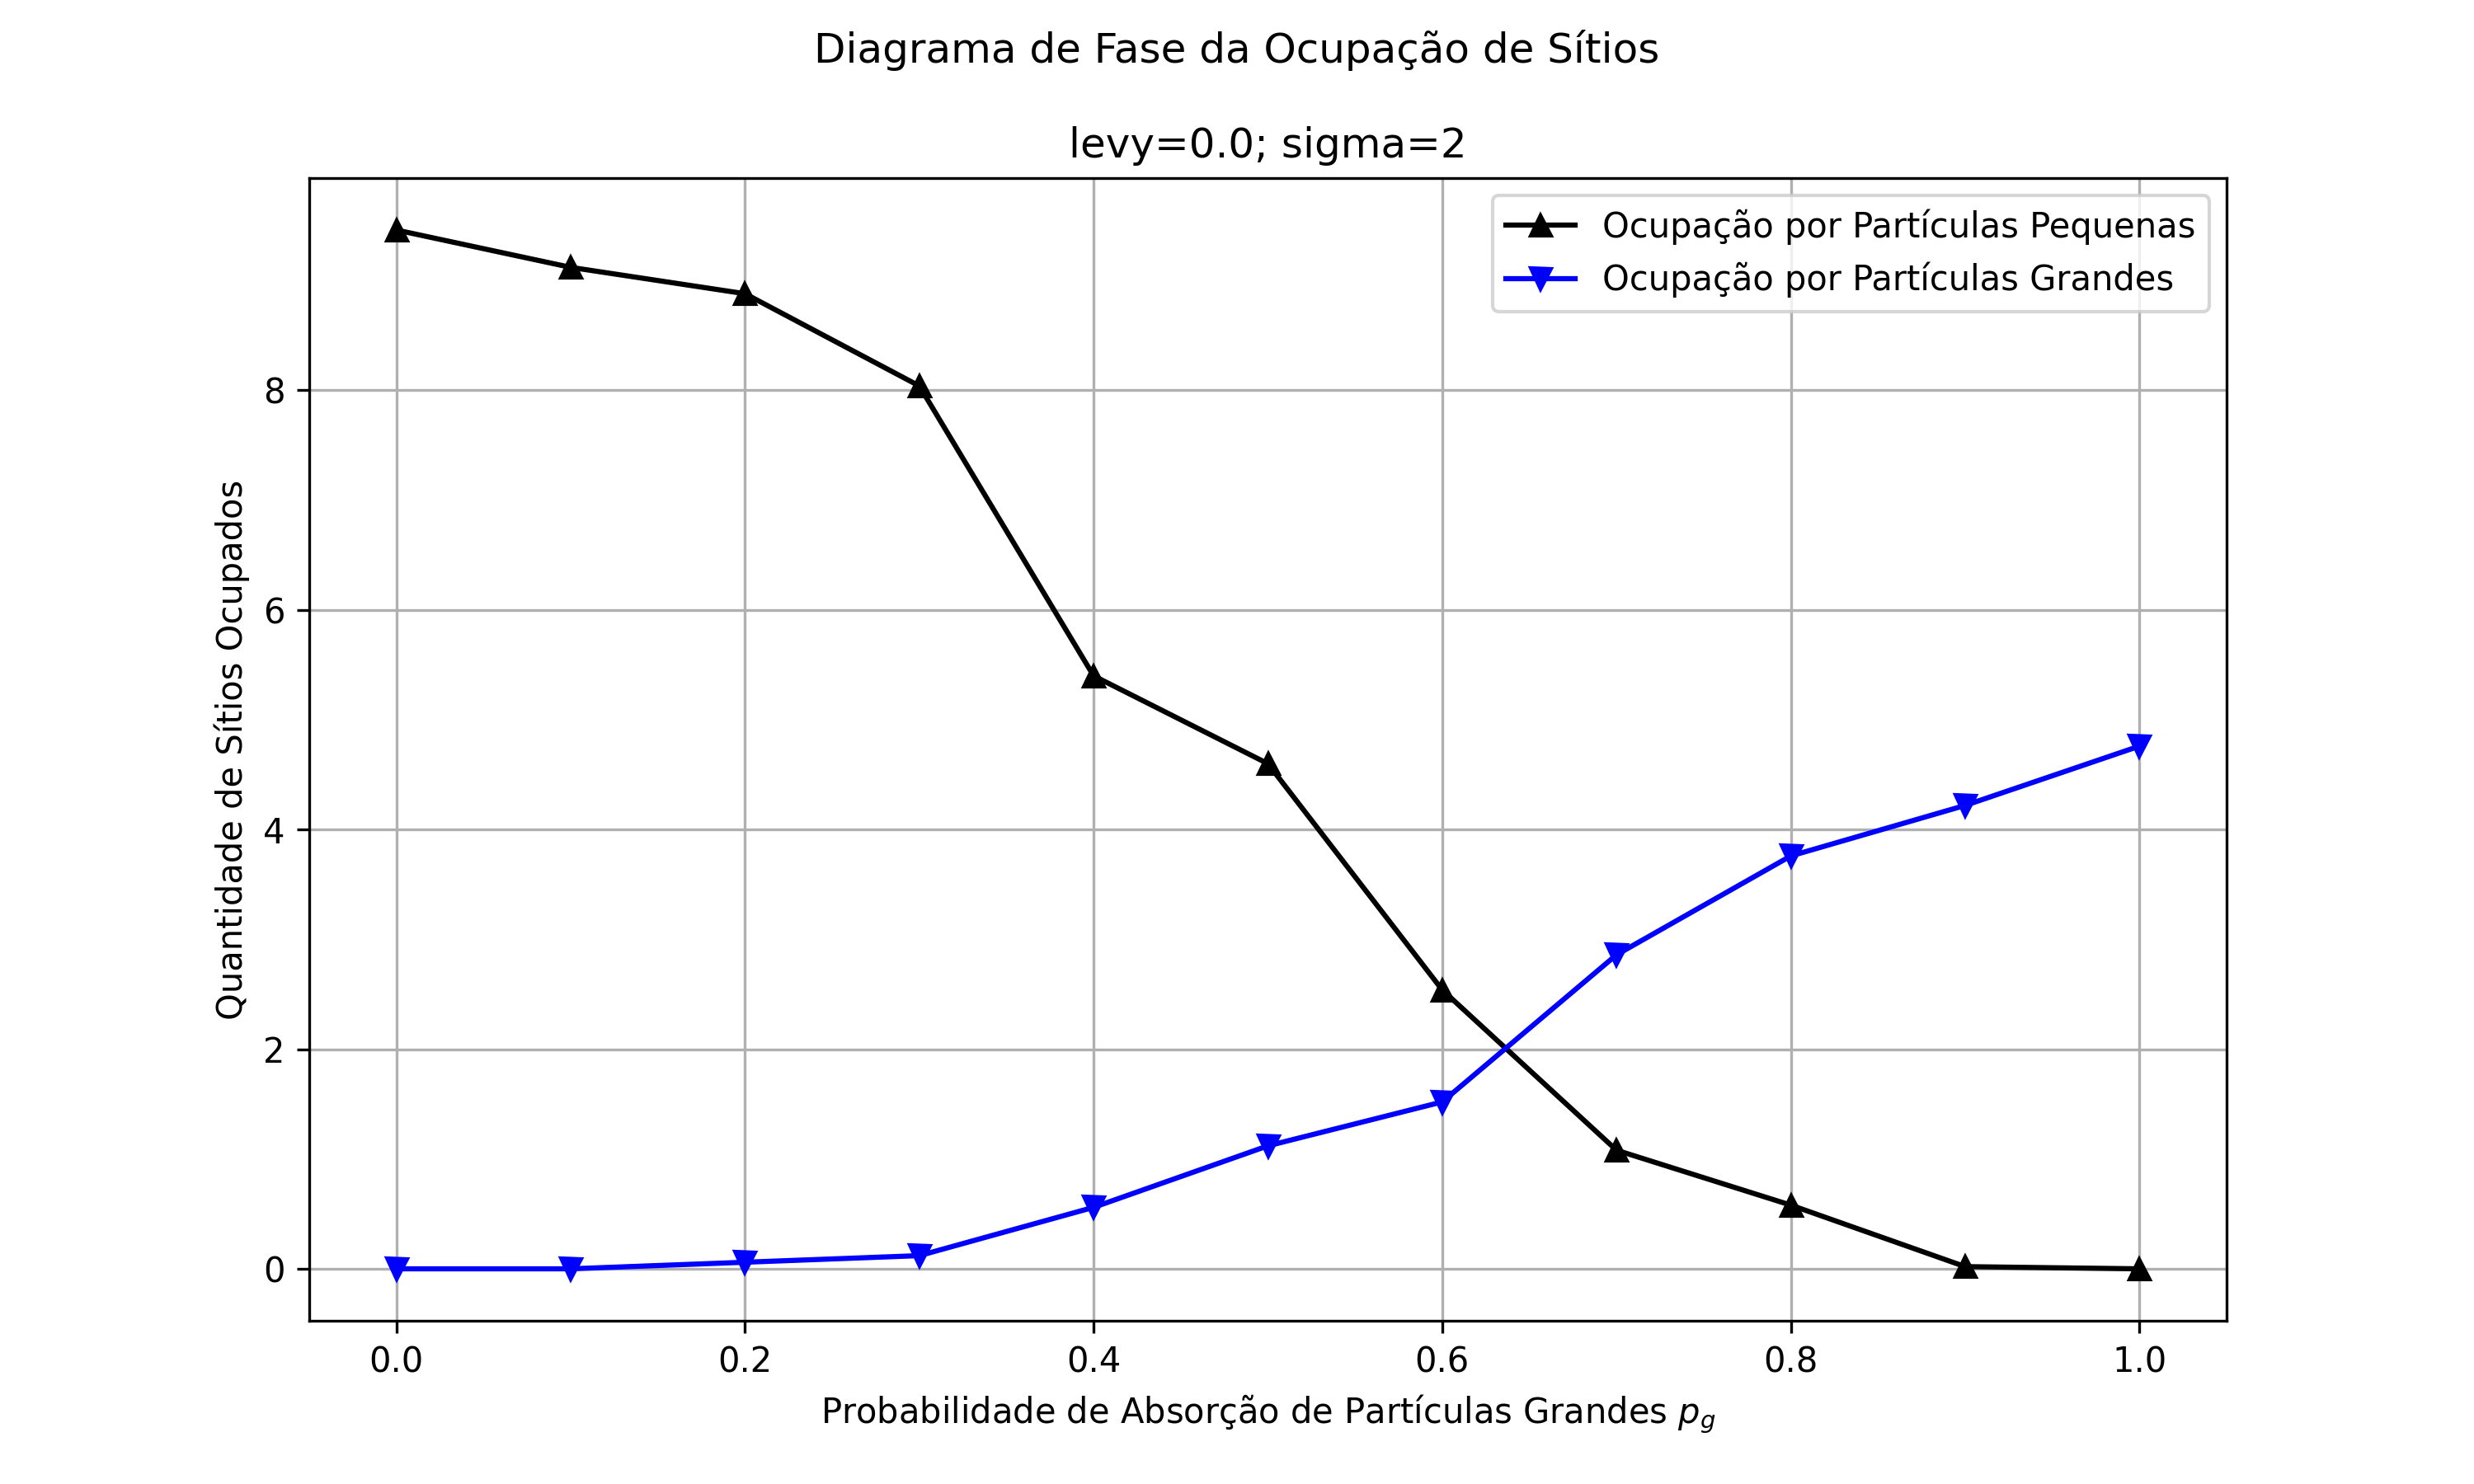 Diagrama de Fase da Ocupação de Sítios
levy=0.0; sigma=2
Ocupação por Partículas Pequenas
Ocupação por Partículas Grandes
Quantidade de Sítios Ocupados
8
6
4
2
0
0.0 0.2 0.4 0.6 0.8 1.0
Probabilidade de Absorção de Partículas Grandes p_g